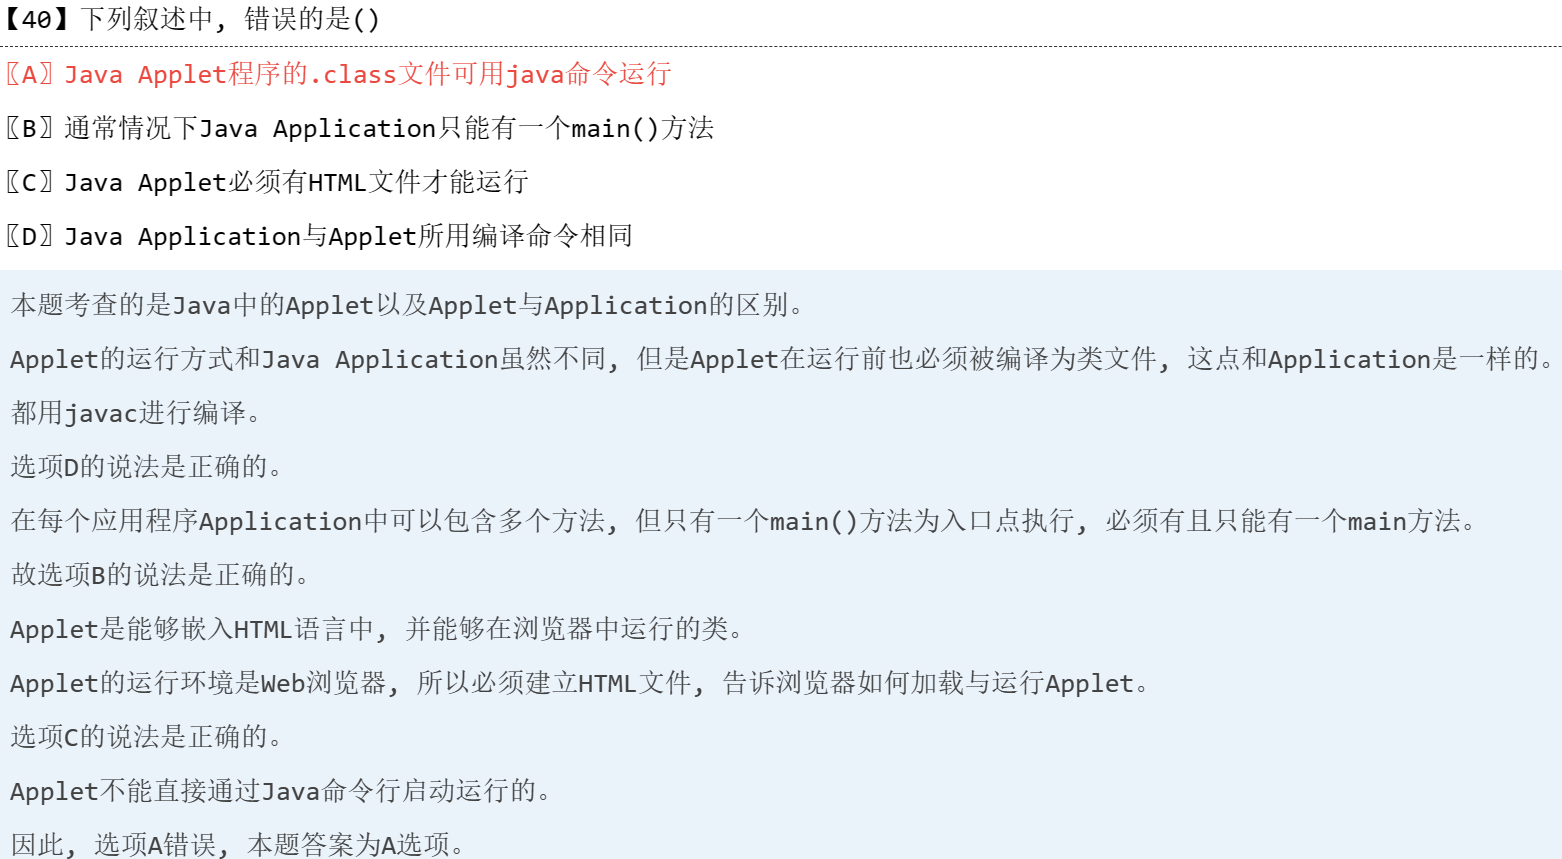 【40】下列叙述中, 错误的是()
〖A〗Java Applet程序的.class文件可用java命令运行
〖B〗通常情况下Java Application只能有一个main()方法
〖C〗Java Applet必须有HTML文件才能运行
〖D〗Java Application与Applet所用编译命令相同
本题考查的是Java中的Applet以及Applet与Application的区别。
Applet的运行方式和Java Application虽然不同, 但是Applet在运行前也必须被编译为类文件, 这点和Application是一样的。
都用javac进行编译。
选项D的说法是正确的。
在每个应用程序Application中可以包含多个方法, 但只有一个main()方法为入口点执行, 必须有且只能有一个main方法。
故选项B的说法是正确的。
Applet是能够嵌入HTML语言中, 并能够在浏览器中运行的类。
Applet的运行环境是Web浏览器, 所以必须建立HTML文件, 告诉浏览器如何加载与运行Applet。
选项C的说法是正确的。
Applet不能直接通过Java命令行启动运行的。
因此, 选项A错误, 本题答案为A选项。